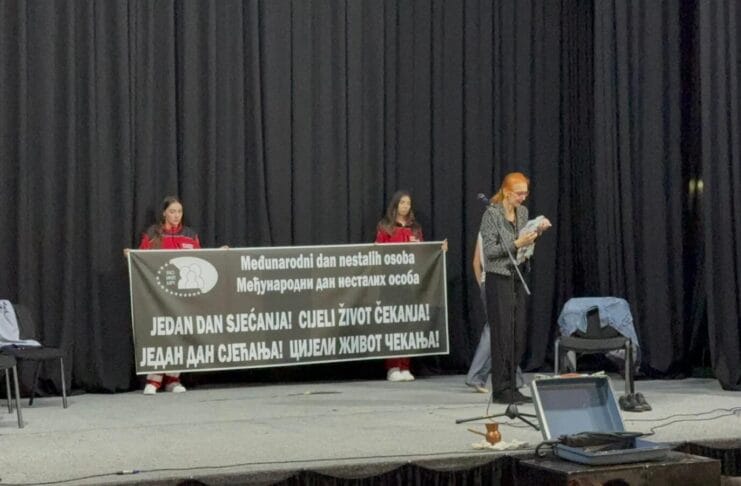 Međunarodni dan nestalih osoba
Међународни дан несталих особа
JEDAN DAN SJEĆANJA! CIJELI ŽIVOT ČEKANJA!
ЈЕДАН ДАН СЈЕЋАЊА! ЦИЈЕЛИ ЖИВОТ ЧЕКАЊА!